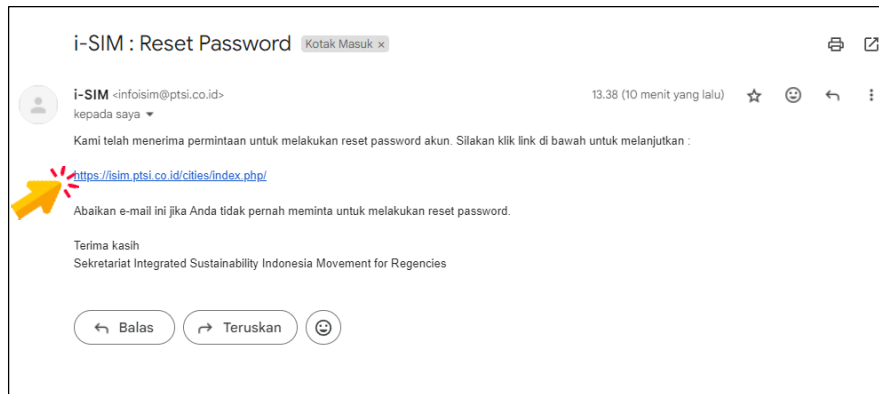 i-SIM : Reset Password Kotak Masuk ×
i-SIM <infoisim@ptsi.co.id> 13.38 (10 menit yang lalu)
kepada saya
Kami telah menerima permintaan untuk melakukan reset password akun. Silakan klik link di bawah untuk melanjutkan :
https://isim.ptsi.co.id/cities/index.php/
Abaikan e-mail ini jika Anda tidak pernah meminta untuk melakukan reset password.
Terima kasih
Sekretariat Integrated Sustainability Indonesia Movement for Regencies
Balas Teruskan